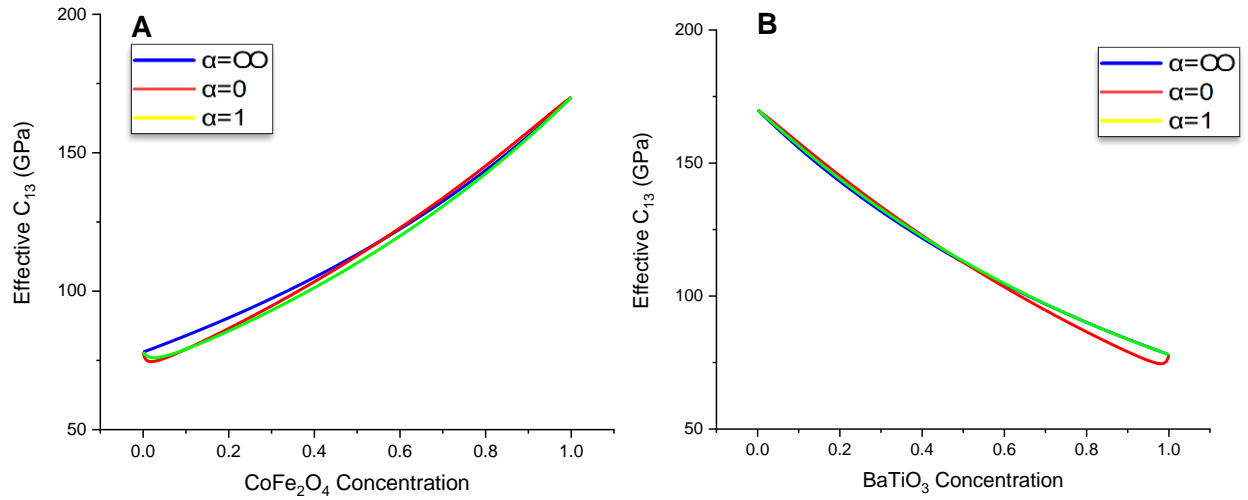 A
α=∞
α=0
α=1
200
150
100
50
Effective C₁₃ (GPa)
0.0 0.2 0.4 0.6 0.8 1.0
CoFe₂O₄ Concentration
B
α=∞
α=0
α=1
200
150
100
50
Effective C₁₃ (GPa)
0.0 0.2 0.4 0.6 0.8 1.0
BaTiO₃ Concentration